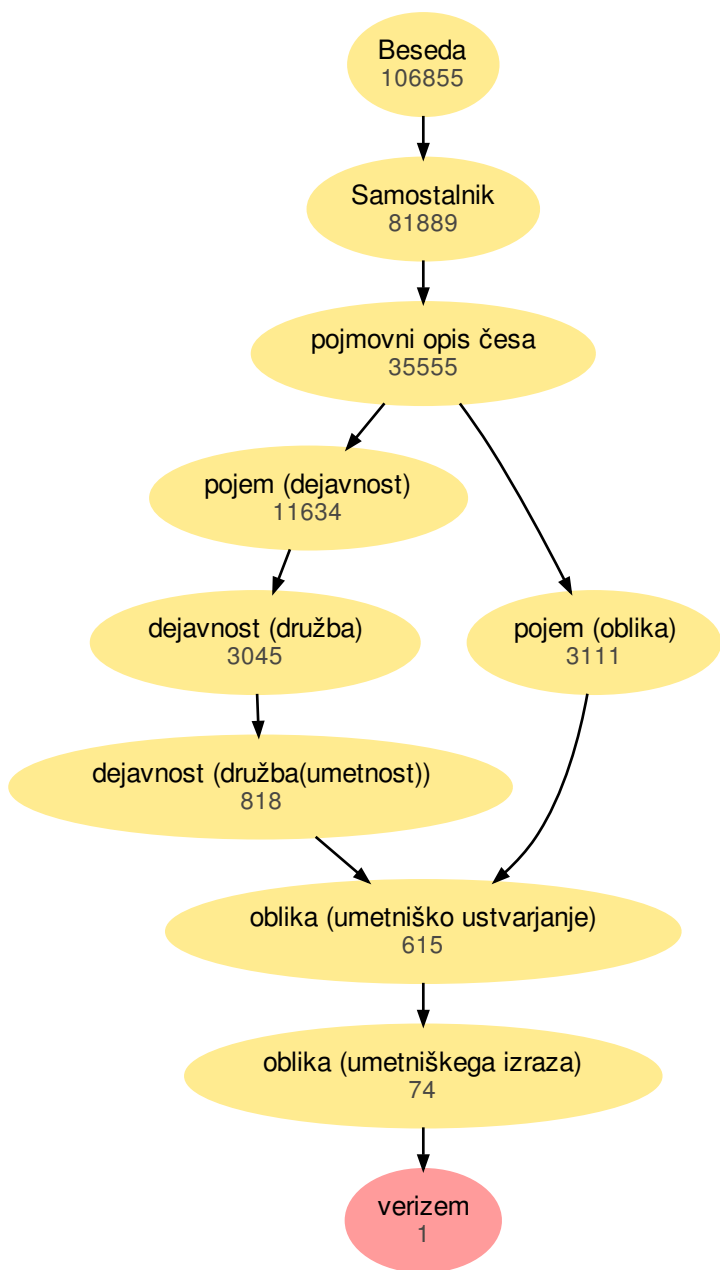 Beseda
106855
Samostalnik
81889
pojmovni opis česa
35555
pojem (dejavnost)
11634
dejavnost (družba)
3045
pojem (oblika)
3111
dejavnost (družba(umetnost))
818
oblika (umetniško ustvarjanje)
615
oblika (umetniškega izraza)
74
verizem
1